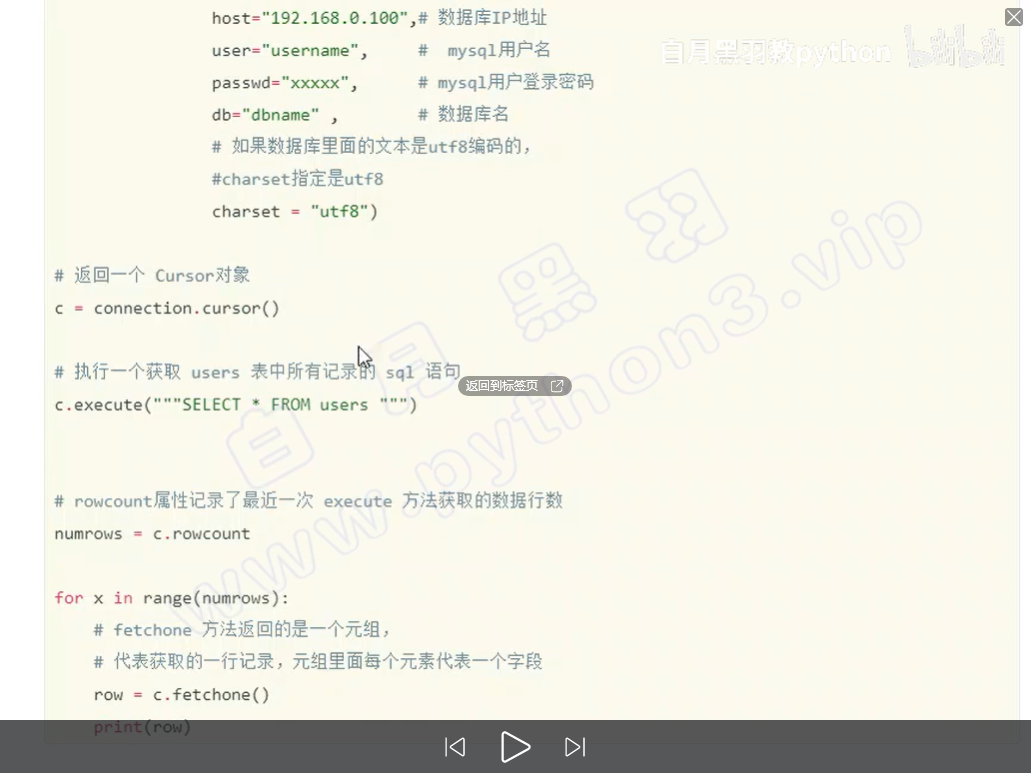 host="192.168.0.100",# 数据库IP地址
白月黑羽教python bilibili
user="username",     #  mysql用户名
passwd="xxxxx",      # mysql用户登录密码
db="dbname" ,        # 数据库名
# 如果数据库里面的文本是utf8编码的，
#charset指定是utf8
charset = "utf8")
# 返回一个 Cursor对象
c = connection.cursor()
# 执行一个获取 users 表中所有记录的 sql 语句
返回到标签页
c.execute("""SELECT * FROM users """)
# rowcount属性记录了最近一次 execute 方法获取的数据行数
numrows = c.rowcount
for x in range(numrows):
# fetchone 方法返回的是一个元组，
# 代表获取的一行记录，元组里面每个元素代表一个字段
row = c.fetchone()
print(row)
白月黑羽
www.python3.vip